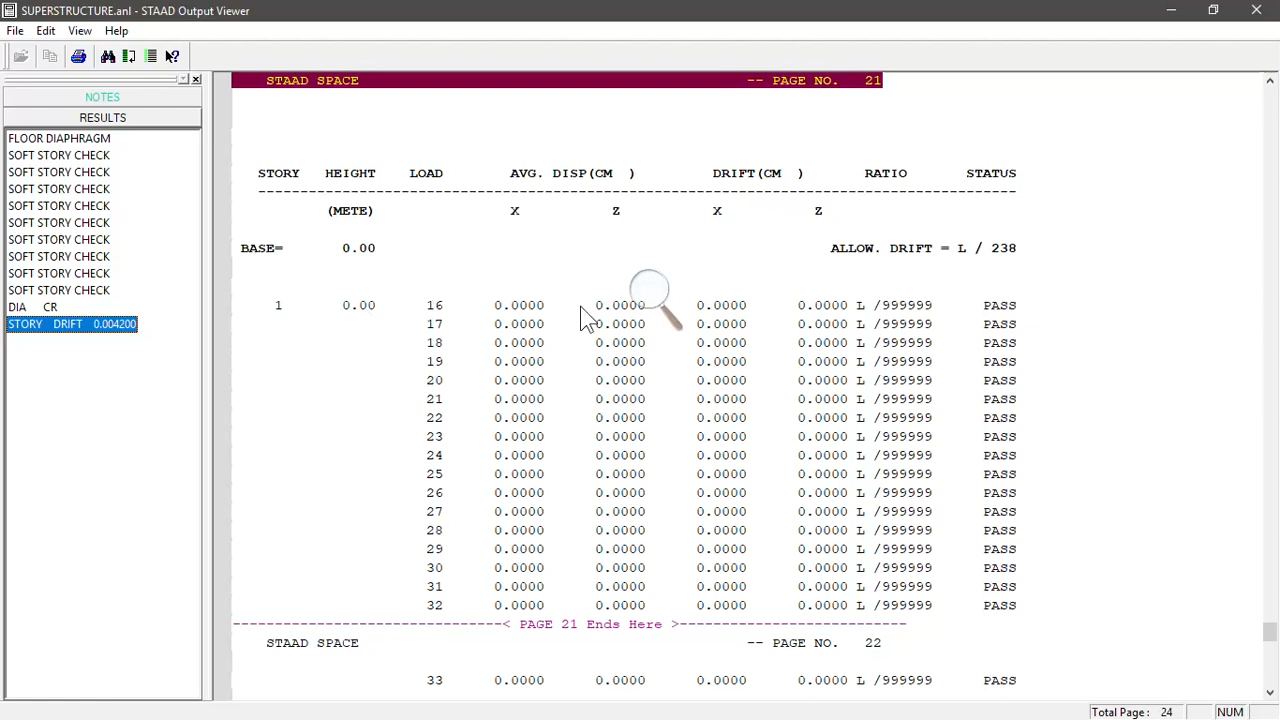 SUPERSTRUCTURE.anl - STAAD Output Viewer
File Edit View Help
NOTES
RESULTS
FLOOR DIAPHRAGM
SOFT STORY CHECK
SOFT STORY CHECK
SOFT STORY CHECK
SOFT STORY CHECK
SOFT STORY CHECK
SOFT STORY CHECK
SOFT STORY CHECK
SOFT STORY CHECK
SOFT STORY CHECK
DIA CR
STORY DRIFT 0.004200
STAAD SPACE -- PAGE NO. 21
STORY HEIGHT LOAD AVG. DISP(CM ) DRIFT(CM ) RATIO STATUS
(METE) X Z X Z
BASE= 0.00 ALLOW. DRIFT = L / 238
1 0.00 16 0.0000 0.0000 0.0000 0.0000 L /999999 PASS
17 0.0000 0.0000 0.0000 0.0000 L /999999 PASS
18 0.0000 0.0000 0.0000 0.0000 L /999999 PASS
19 0.0000 0.0000 0.0000 0.0000 L /999999 PASS
20 0.0000 0.0000 0.0000 0.0000 L /999999 PASS
21 0.0000 0.0000 0.0000 0.0000 L /999999 PASS
22 0.0000 0.0000 0.0000 0.0000 L /999999 PASS
23 0.0000 0.0000 0.0000 0.0000 L /999999 PASS
24 0.0000 0.0000 0.0000 0.0000 L /999999 PASS
25 0.0000 0.0000 0.0000 0.0000 L /999999 PASS
26 0.0000 0.0000 0.0000 0.0000 L /999999 PASS
27 0.0000 0.0000 0.0000 0.0000 L /999999 PASS
28 0.0000 0.0000 0.0000 0.0000 L /999999 PASS
29 0.0000 0.0000 0.0000 0.0000 L /999999 PASS
30 0.0000 0.0000 0.0000 0.0000 L /999999 PASS
31 0.0000 0.0000 0.0000 0.0000 L /999999 PASS
32 0.0000 0.0000 0.0000 0.0000 L /999999 PASS
< PAGE 21 Ends Here >
STAAD SPACE -- PAGE NO. 22
33 0.0000 0.0000 0.0000 0.0000 L /999999 PASS
Total Page: 24 NUM